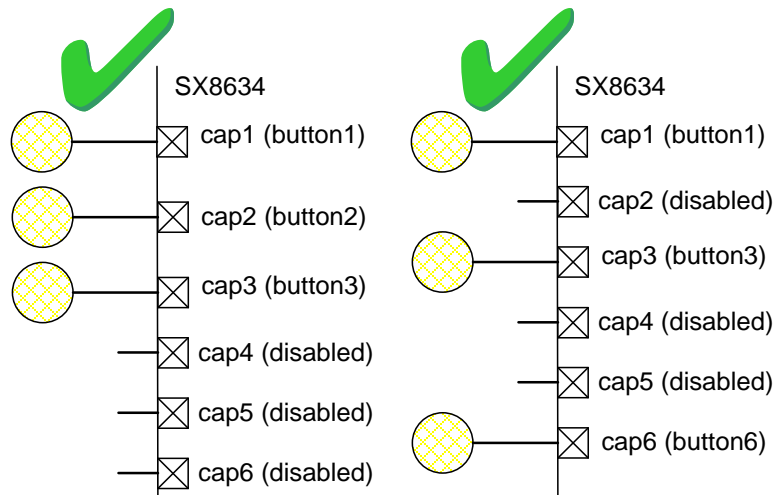 SX8634
cap1 (button1)
cap2 (button2)
cap3 (button3)
cap4 (disabled)
cap5 (disabled)
cap6 (disabled)
SX8634
cap1 (button1)
cap2 (disabled)
cap3 (button3)
cap4 (disabled)
cap5 (disabled)
cap6 (button6)